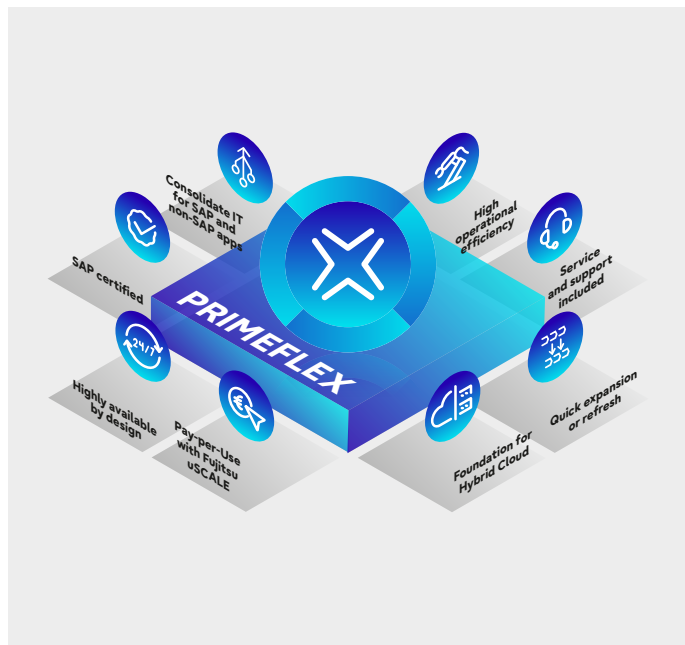 Consolidate IT
for SAP and
non-SAP apps
High
operational
efficiency
SAP certified
Service
and support
included
PRIMEFLEX
24/7
Highly available
by design
Quick expansion
or refresh
€
Pay-per-Use
with Fujitsu
uSCALE
Foundation for
Hybrid Cloud